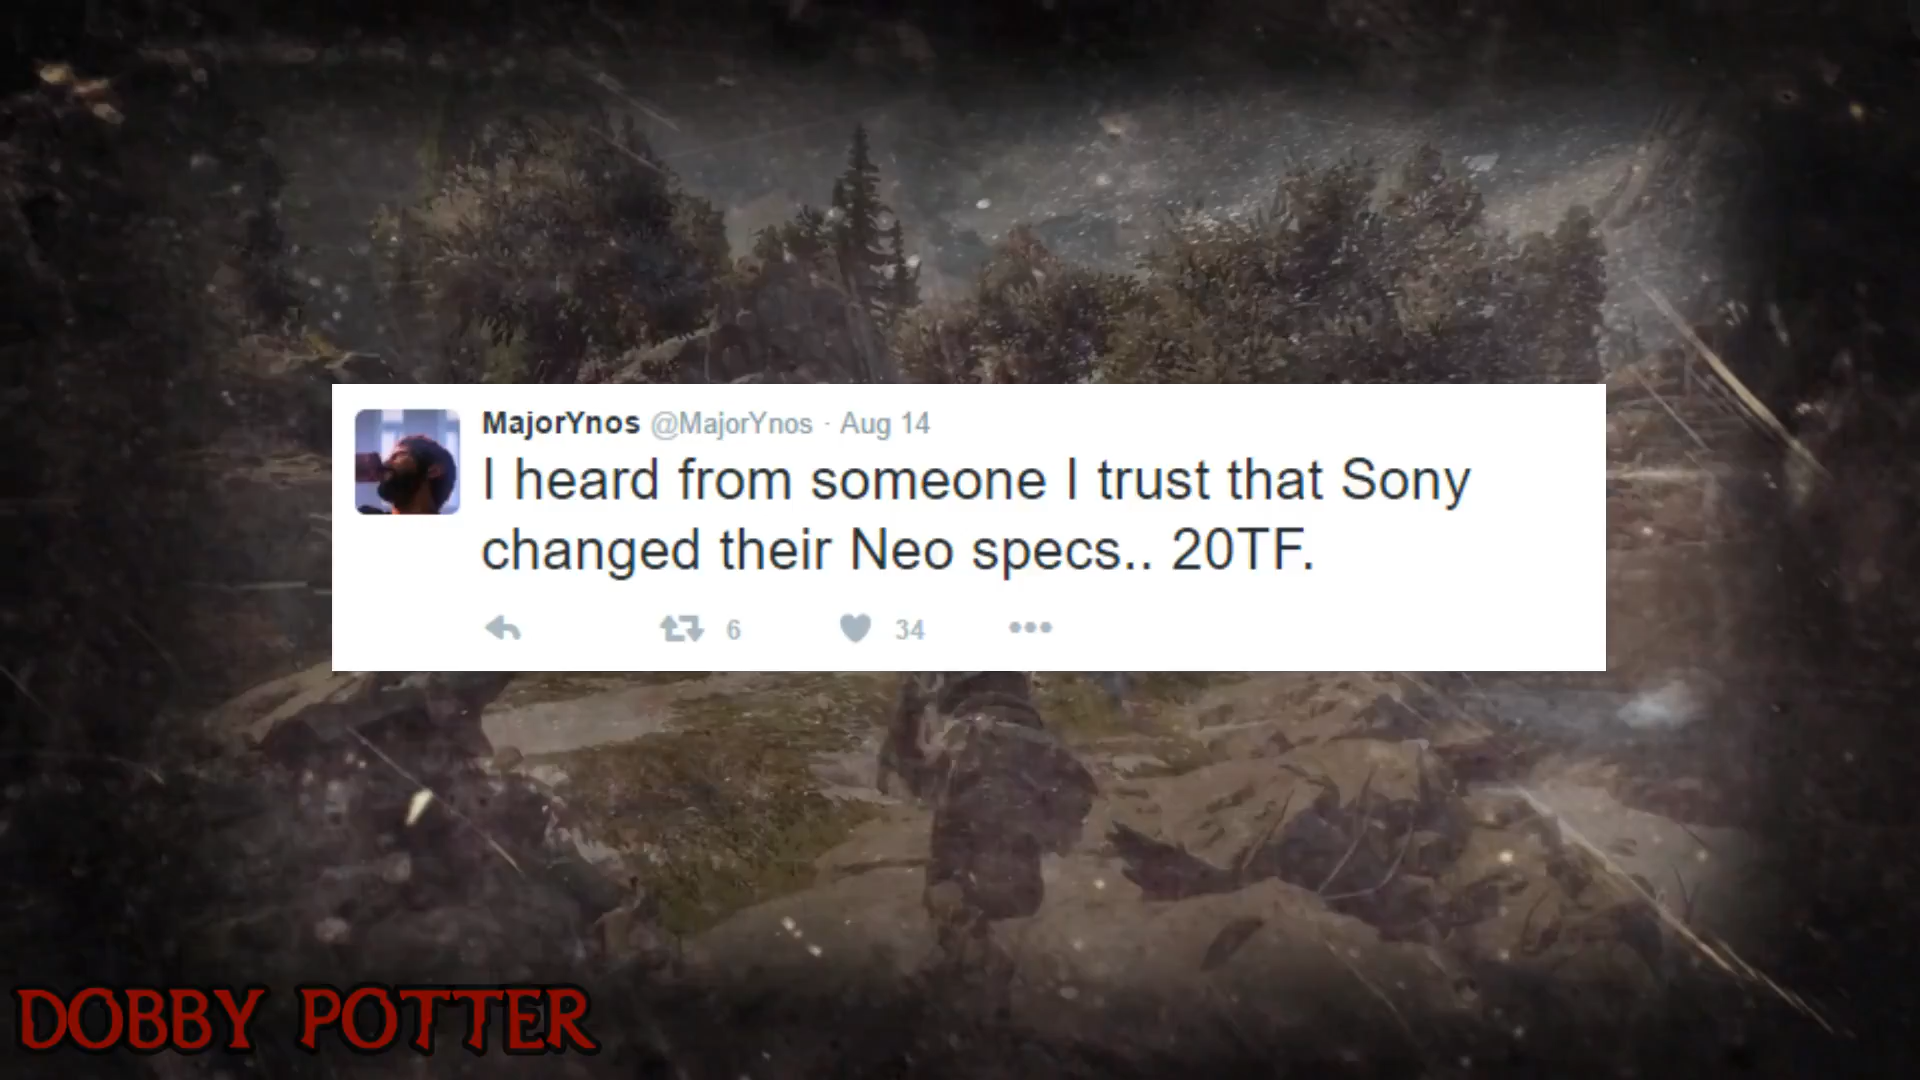 MajorYnos @MajorYnos · Aug 14
I heard from someone I trust that Sony
changed their Neo specs.. 20TF.
6 34
DOBBY POTTER